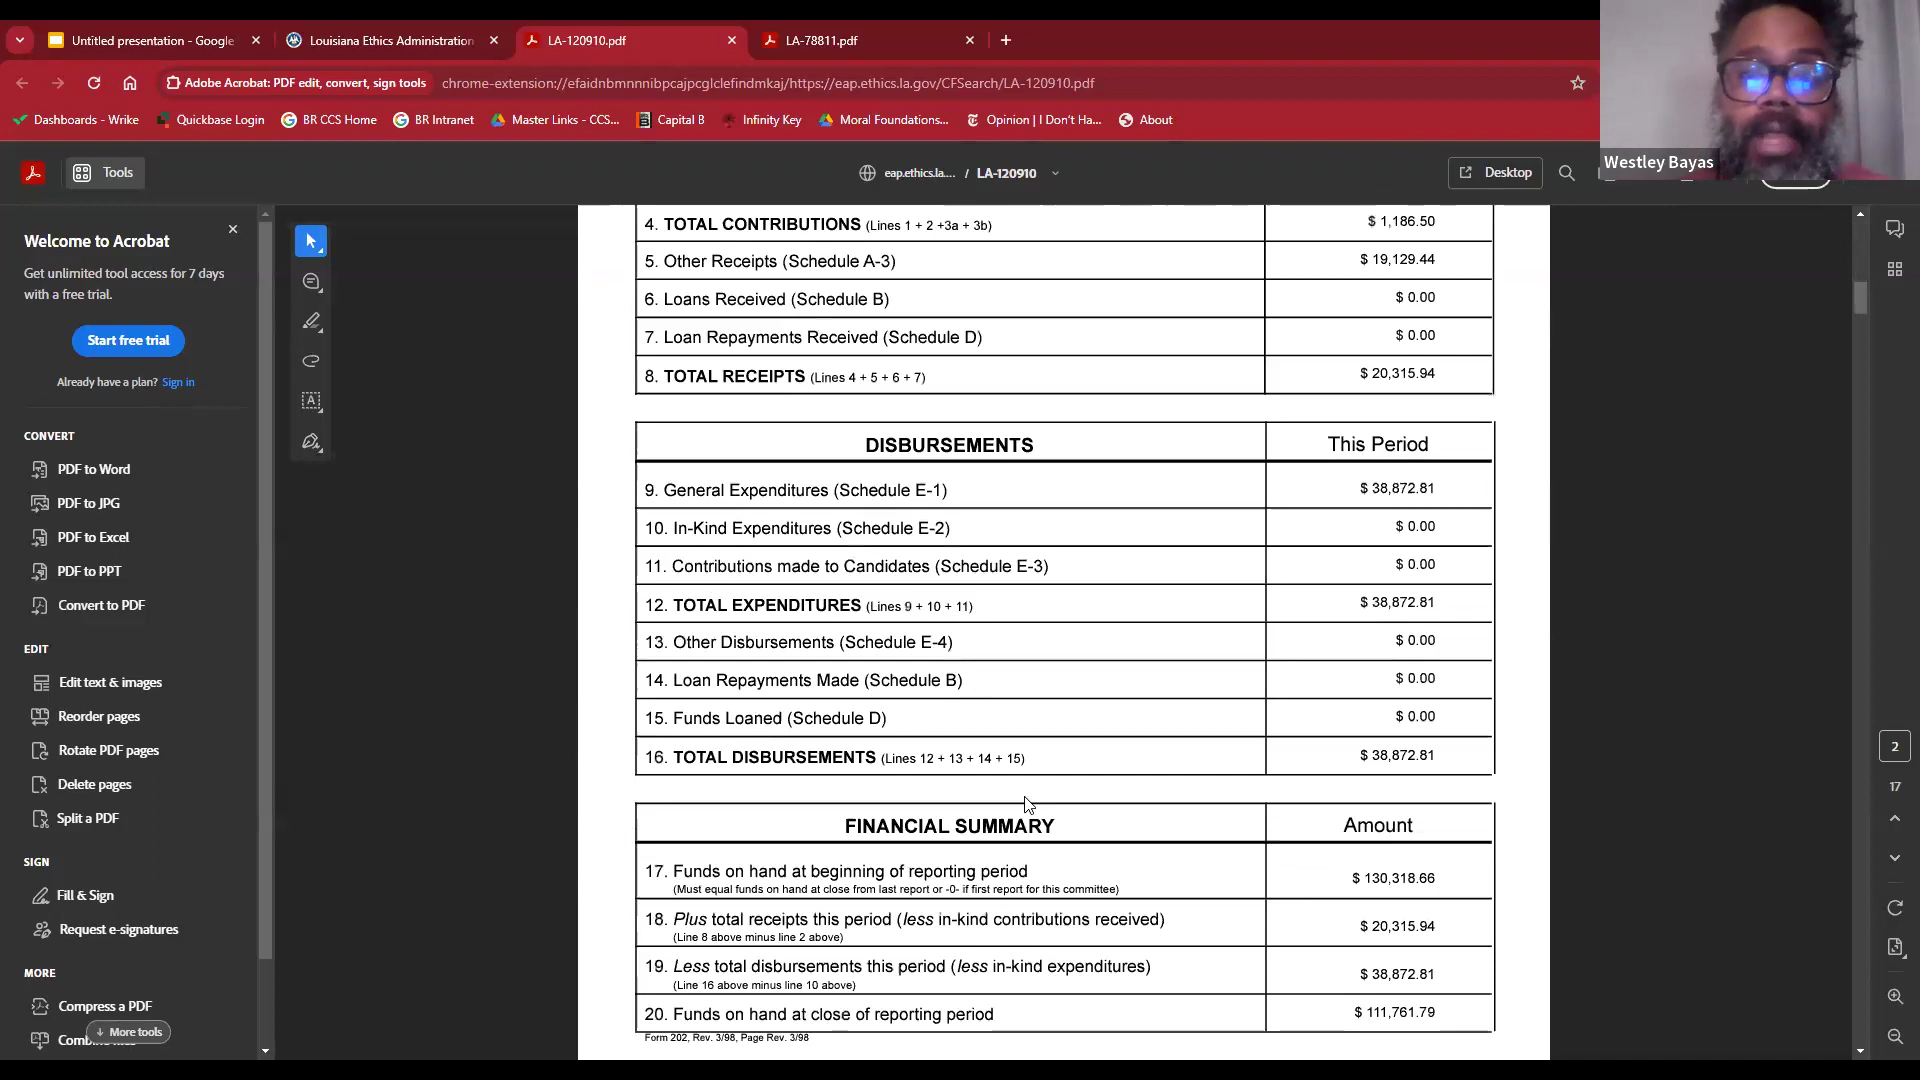 Untitled presentation - Google
Louisiana Ethics Administration
LA-120910.pdf
LA-78811.pdf
Adobe Acrobat: PDF edit, convert, sign tools
chrome-extension://efaidnbmnnnibpcajpcglclefindmkaj/https://eap.ethics.la.gov/CFSearch/LA-120910.pdf
Dashboards - Wrike
Quickbase Login
BR CCS Home
BR Intranet
Master Links - CCS...
Capital B
Infinity Key
Moral Foundations...
Opinion | I Don't Ha...
About
Westley Bayas
Tools
eap.ethics.la.... / LA-120910
Desktop
Welcome to Acrobat
Get unlimited tool access for 7 days
with a free trial.
Start free trial
Already have a plan? Sign in
CONVERT
PDF to Word
PDF to JPG
PDF to Excel
PDF to PPT
Convert to PDF
EDIT
Edit text & images
Reorder pages
Rotate PDF pages
Delete pages
Split a PDF
SIGN
Fill & Sign
Request e-signatures
MORE
Compress a PDF
More tools
4. TOTAL CONTRIBUTIONS (Lines 1 + 2 +3a + 3b) $ 1,186.50
5. Other Receipts (Schedule A-3) $ 19,129.44
6. Loans Received (Schedule B) $ 0.00
7. Loan Repayments Received (Schedule D) $ 0.00
8. TOTAL RECEIPTS (Lines 4 + 5 + 6 + 7) $ 20,315.94
DISBURSEMENTS This Period
9. General Expenditures (Schedule E-1) $ 38,872.81
10. In-Kind Expenditures (Schedule E-2) $ 0.00
11. Contributions made to Candidates (Schedule E-3) $ 0.00
12. TOTAL EXPENDITURES (Lines 9 + 10 + 11) $ 38,872.81
13. Other Disbursements (Schedule E-4) $ 0.00
14. Loan Repayments Made (Schedule B) $ 0.00
15. Funds Loaned (Schedule D) $ 0.00
16. TOTAL DISBURSEMENTS (Lines 12 + 13 + 14 + 15) $ 38,872.81
FINANCIAL SUMMARY Amount
17. Funds on hand at beginning of reporting period $ 130,318.66
(Must equal funds on hand at close from last report or -0- if first report for this committee)
18. Plus total receipts this period (less in-kind contributions received) $ 20,315.94
(Line 8 above minus line 2 above)
19. Less total disbursements this period (less in-kind expenditures) $ 38,872.81
(Line 16 above minus line 10 above)
20. Funds on hand at close of reporting period $ 111,761.79
Form 202, Rev. 3/98, Page Rev. 3/98
2
17